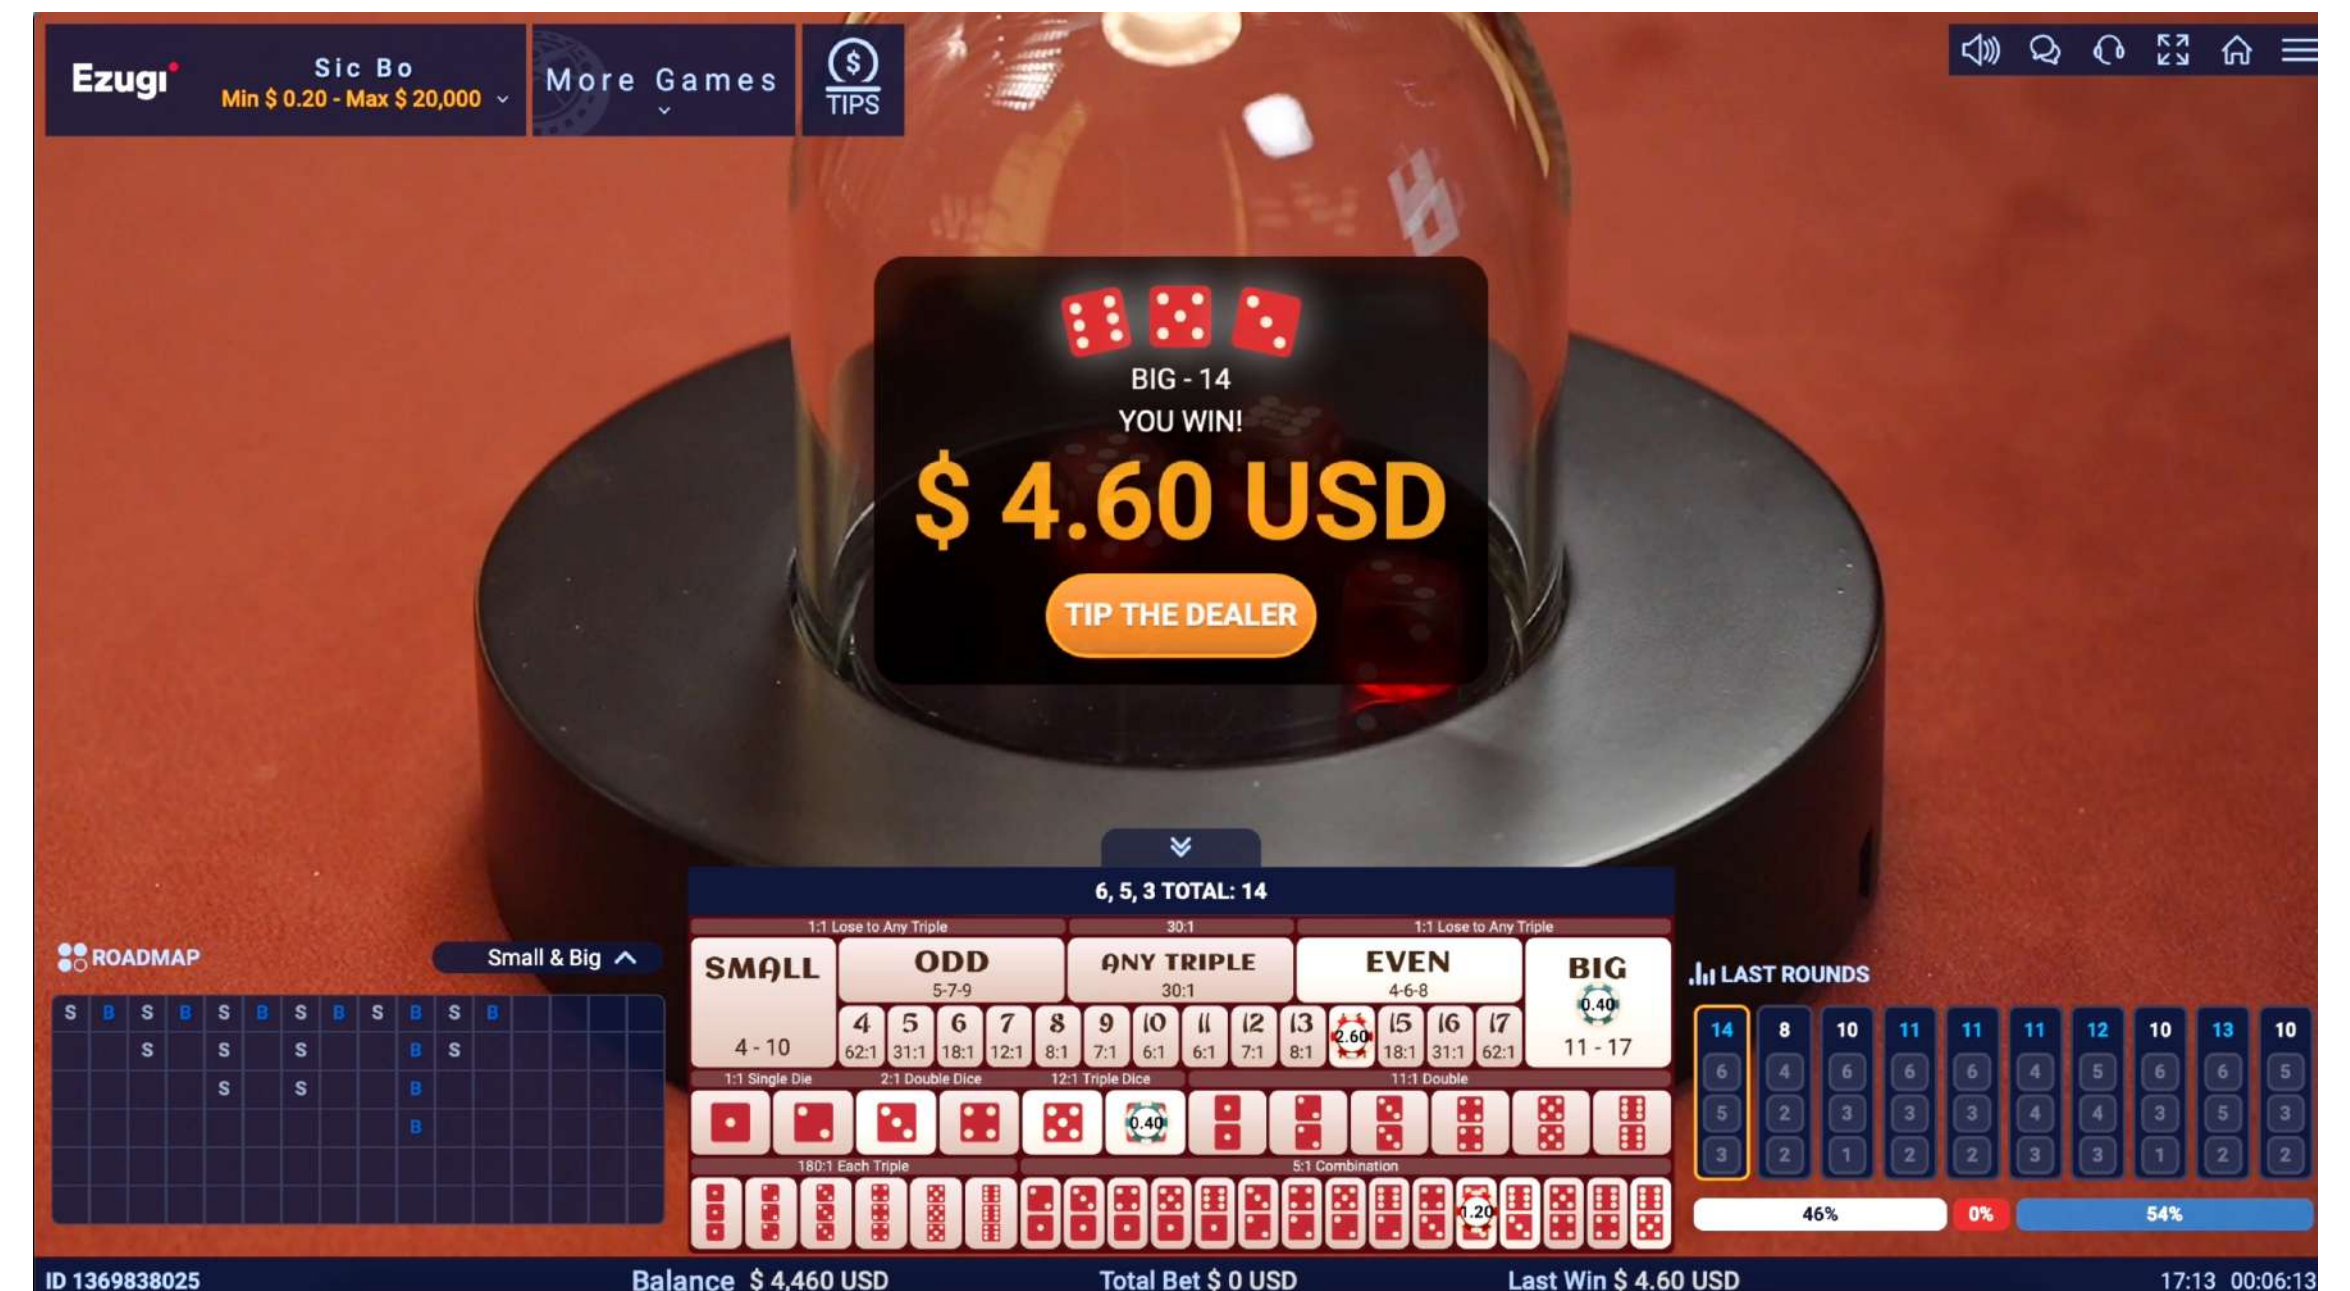 Ezugi
Sic Bo
Min $ 0.20 - Max $ 20,000
More Games
$
TIPS
BIG - 14
YOU WIN!
$ 4.60 USD
TIP THE DEALER
6, 5, 3 TOTAL: 14
1:1 Lose to Any Triple 30:1 1:1 Lose to Any Triple
SMALL ODD ANY TRIPLE EVEN BIG
5-7-9 30:1 4-6-8
0.40
4 5 6 7 8 9 10 11 12 13 2.60 15 16 17
4 - 10 62:1 31:1 18:1 12:1 8:1 7:1 6:1 6:1 7:1 8:1 18:1 31:1 62:1 11 - 17
1:1 Single Die 2:1 Double Dice 12:1 Triple Dice 11:1 Double
0.40
180:1 Each Triple 5:1 Combination
1.20
ROADMAP Small & Big
S B S B S B S B S B S B
S S S B S
S S B
B
LAST ROUNDS
14 8 10 11 11 11 12 10 13 10
6 4 6 6 6 4 5 6 6 5
5 2 3 3 3 4 4 3 5 3
3 2 1 2 2 3 3 1 2 2
46% 0% 54%
ID 1369838025 Balance $ 4,460 USD Total Bet $ 0 USD Last Win $ 4.60 USD 17:13 00:06:13